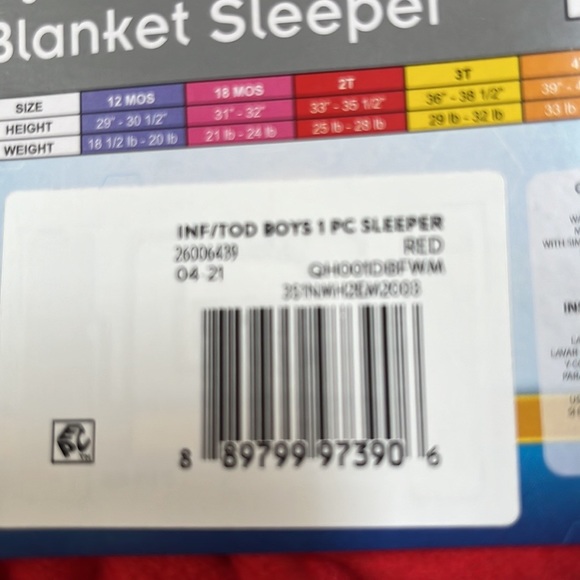 Blanket Sleeper
SIZE 12 MOS 18 MOS 2T 3T
HEIGHT 29" - 30 1/2" 31" - 32" 33" - 35 1/2" 36" - 38 1/2" 39" -
WEIGHT 18 1/2 lb - 20 lb 21 lb - 24 lb 25 lb - 28 lb 29 lb - 32 lb 33 lb
INF/TOD BOYS 1 PC SLEEPER
26006439 RED
04 21
8 89799 97390 6